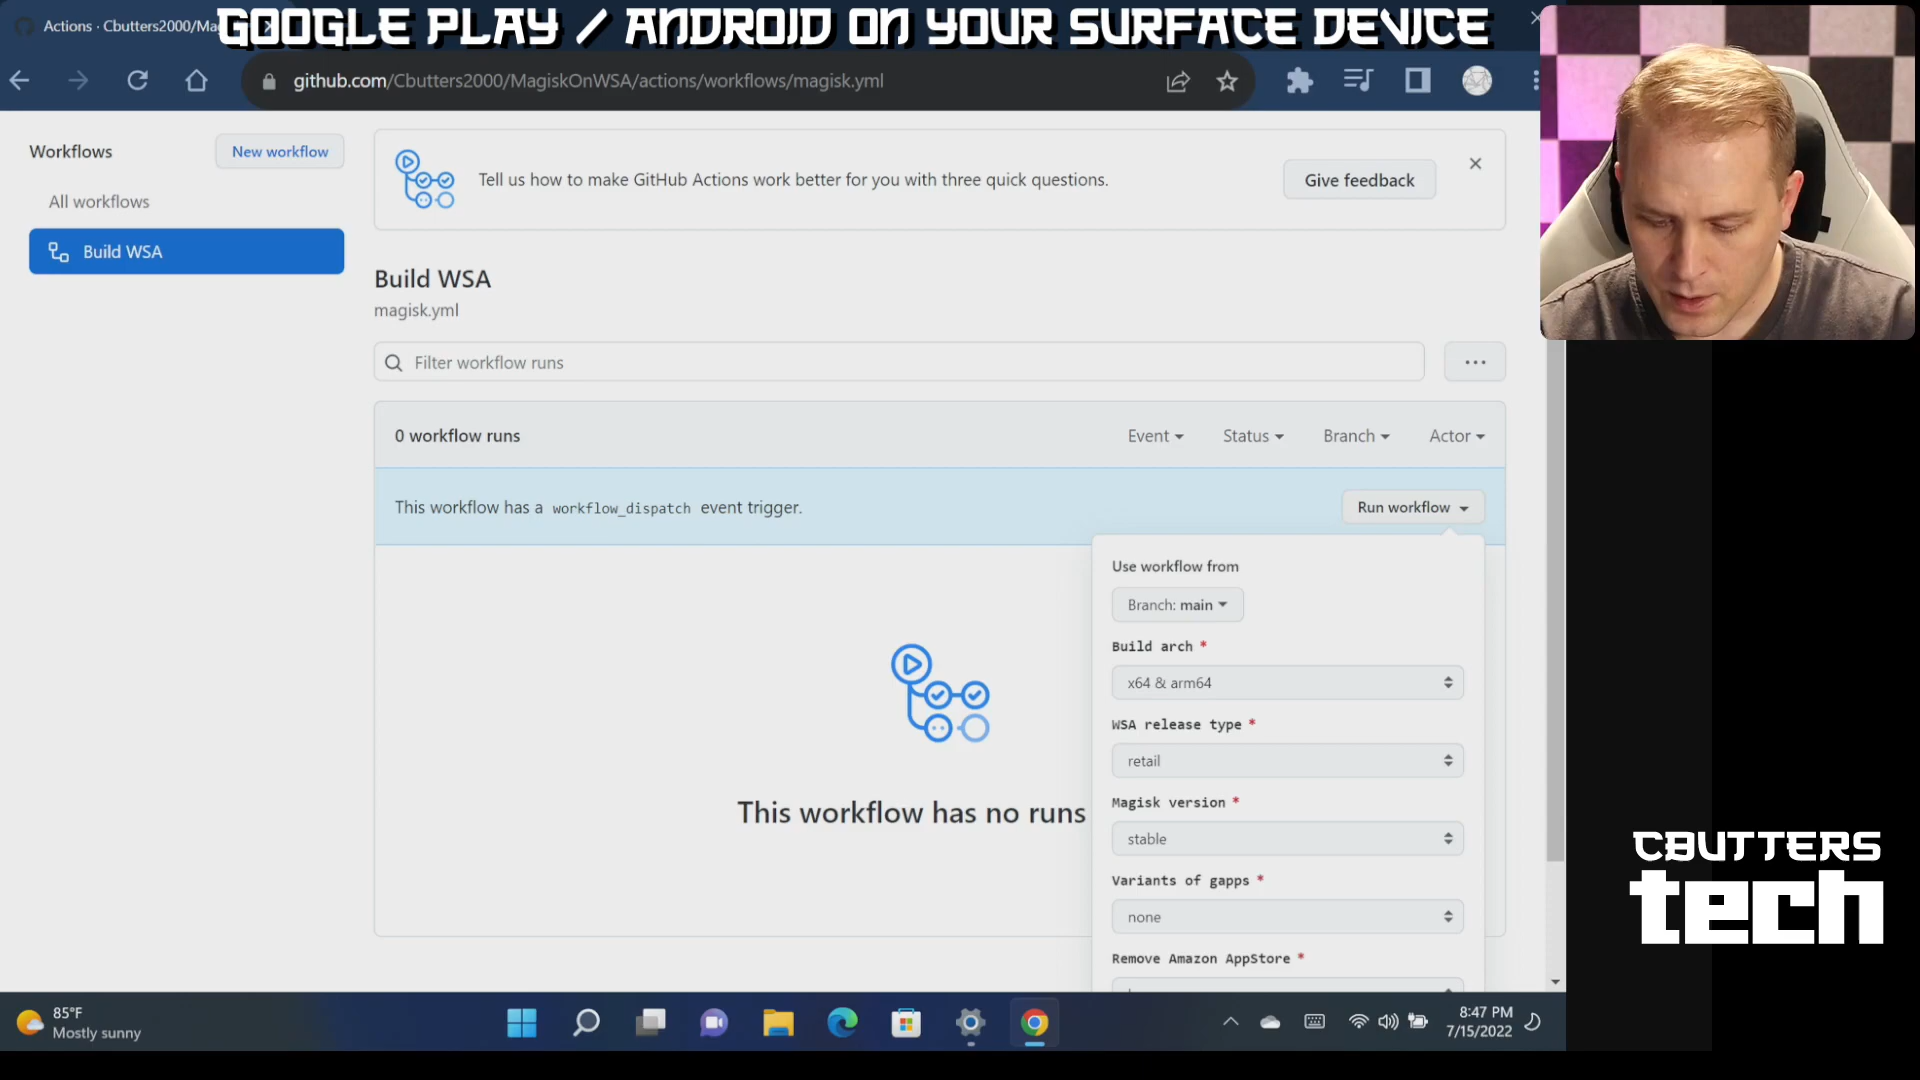 Actions · Cbutters2000/Ma
GOOGLE PLAY / ANDROID ON YOUR SURFACE DEVICE
github.com/Cbutters2000/MagiskOnWSA/actions/workflows/magisk.yml
Workflows
New workflow
All workflows
Build WSA
Tell us how to make GitHub Actions work better for you with three quick questions.
Give feedback
Build WSA
magisk.yml
Filter workflow runs
0 workflow runs
Event
Status
Branch
Actor
This workflow has a workflow_dispatch event trigger.
Run workflow
Use workflow from
Branch: main
Build arch *
x64 & arm64
WSA release type *
retail
Magisk version *
stable
Variants of gapps *
none
Remove Amazon AppStore *
This workflow has no runs
CBUTTERS
tech
85°F
Mostly sunny
8:47 PM
7/15/2022